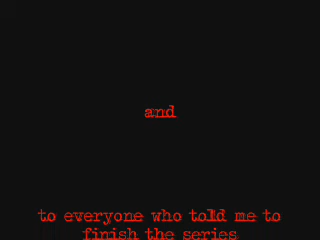 and
to everyone who told me to
finish the series